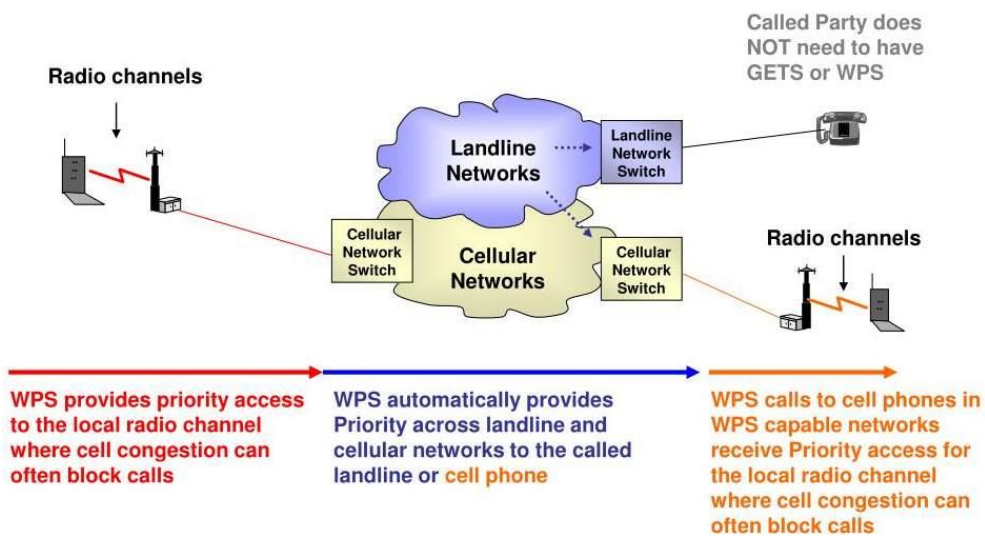 Called Party does
NOT need to have
GETS or WPS
Radio channels
Landline
Networks
Landline
Network
Switch
Cellular
Network
Switch
Cellular
Networks
Cellular
Network
Switch
Radio channels
WPS provides priority access
to the local radio channel
where cell congestion can
often block calls
WPS automatically provides
Priority across landline and
cellular networks to the called
landline or cell phone
WPS calls to cell phones in
WPS capable networks
receive Priority access for
the local radio channel
where cell congestion can
often block calls